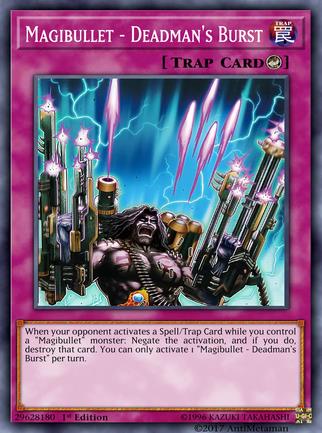 Magibullet - Deadman's Burst
TRAP
罠
[Trap Card]
When your opponent activates a Spell/Trap Card while you control
a "Magibullet" monster: Negate the activation, and if you do,
destroy that card. You can only activate 1 "Magibullet - Deadman's
Burst" per turn.
29628180 1st Edition ©1996 KAZUKI TAKAHASHI
©2017 AntiMetaman